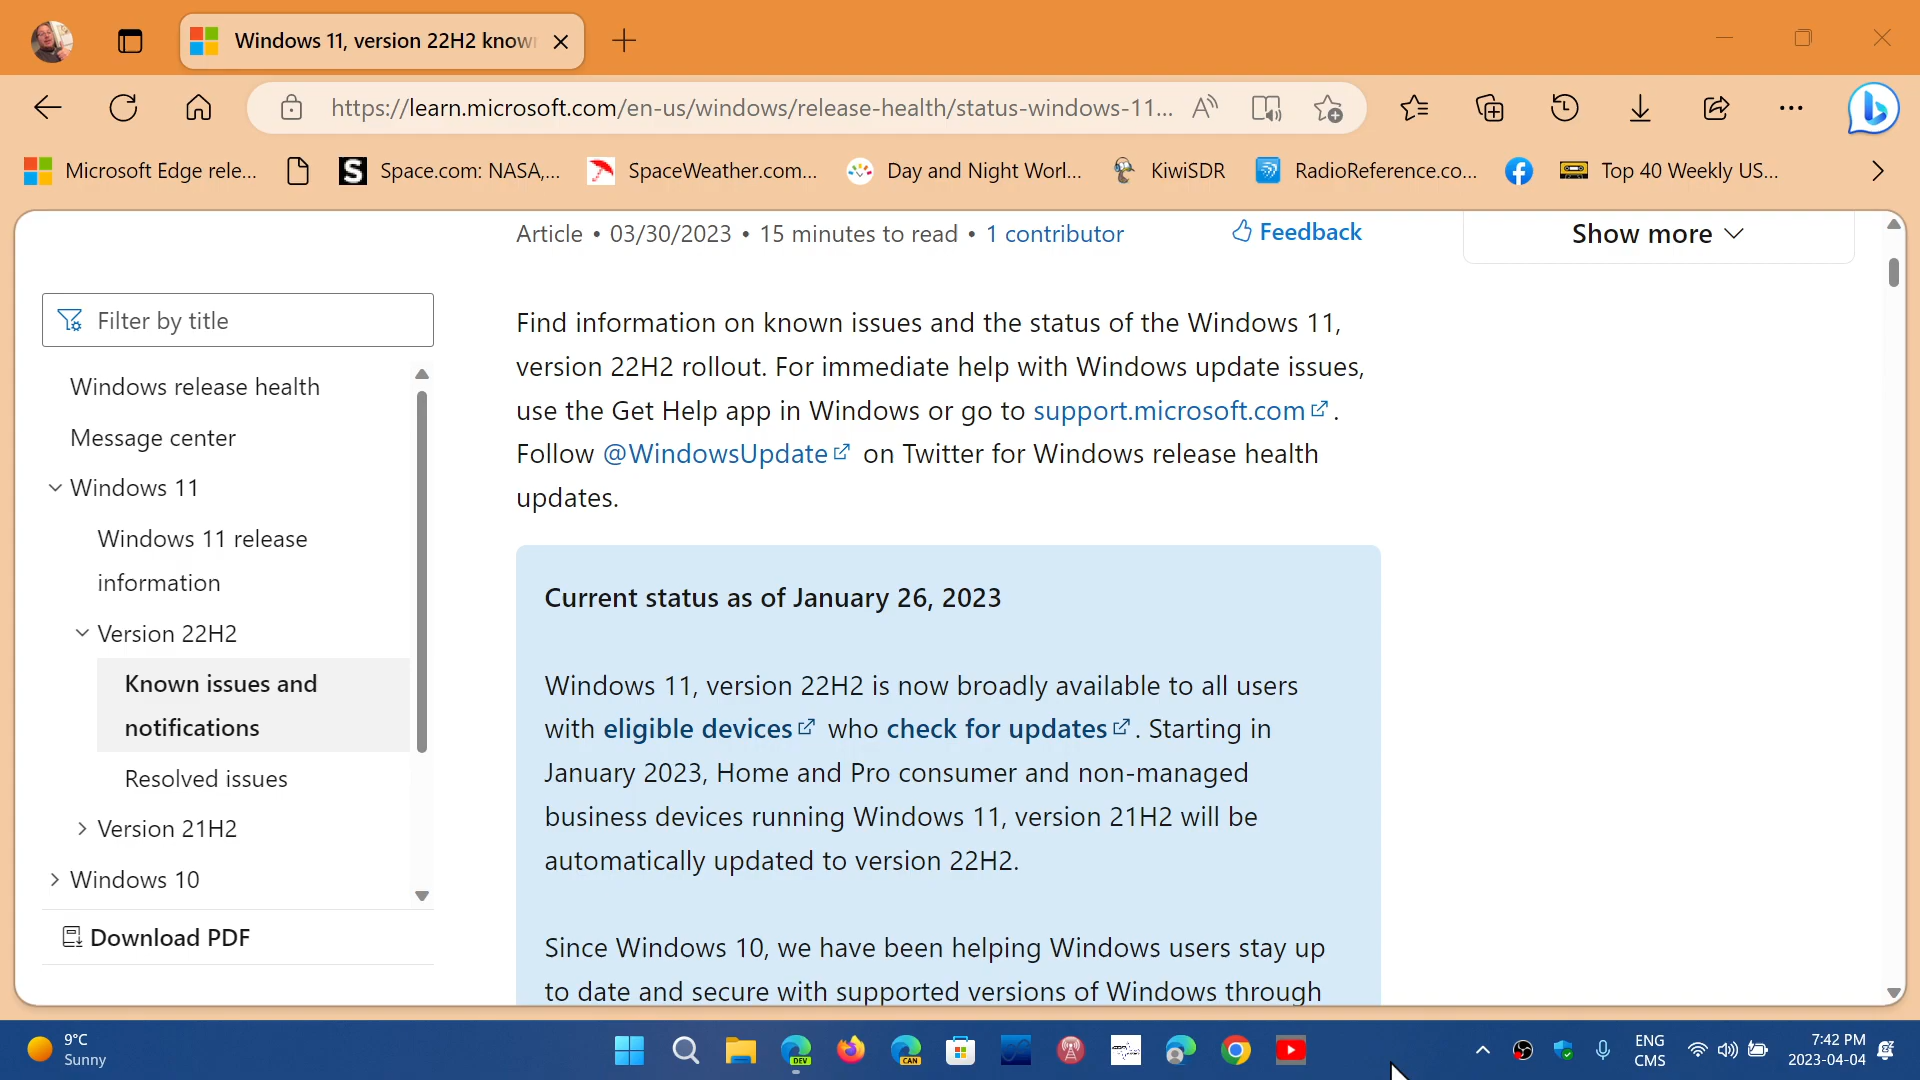 Windows 11, version 22H2 know
https://learn.microsoft.com/en-us/windows/release-health/status-windows-11...
Microsoft Edge rele...
Space.com: NASA,...
SpaceWeather.com...
Day and Night Worl...
KiwiSDR
RadioReference.co...
Top 40 Weekly US...
Article • 03/30/2023 • 15 minutes to read • 1 contributor
Feedback
Show more
Filter by title
Windows release health
Message center
Windows 11
Windows 11 release
information
Version 22H2
Known issues and
notifications
Resolved issues
Version 21H2
Windows 10
Download PDF
Find information on known issues and the status of the Windows 11,
version 22H2 rollout. For immediate help with Windows update issues,
use the Get Help app in Windows or go to support.microsoft.com .
Follow @WindowsUpdate on Twitter for Windows release health
updates.
Current status as of January 26, 2023
Windows 11, version 22H2 is now broadly available to all users
with eligible devices who check for updates . Starting in
January 2023, Home and Pro consumer and non-managed
business devices running Windows 11, version 21H2 will be
automatically updated to version 22H2.
Since Windows 10, we have been helping Windows users stay up
to date and secure with supported versions of Windows through
9°C
Sunny
DEV
CAN
ENG
CMS
7:42 PM
2023-04-04